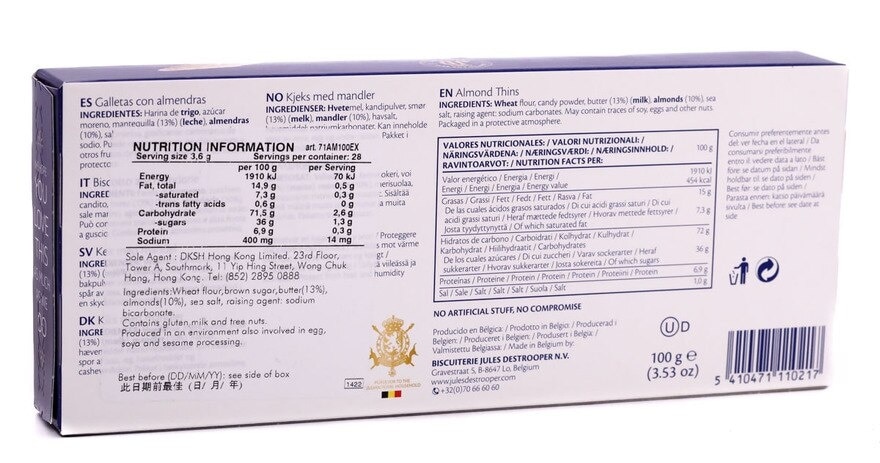 ES Galletas con almendras
INGREDIENTES: Harina de trigo, azúcar
moreno, mantequilla (13%) (leche), almendras
(10%), sa
sodio. Pu
otros fru
protecto
IT Bisc
INGRED
candito,
sale mar
Può cor
a guscio
SV Ke
INGRE
(13%) (
bakpul
spår av
en skyc
DK K
INGRE
(13%)
hæver
spor a
cashev
NO Kjeks med mandler
INGREDIENSER: Hvetemel, kandipulver, smør
(13%) (melk), mandler (10%), havsalt,
Kan inneholde
Pakket i
okeri, voi
erisuolaa,
Sisältää
a muita
Proteggere
s mot värme
gt /
à viileässä ja
humidity
NUTRITION INFORMATION art. 71AM100EX
Serving size 3,6 g Servings per container: 28
per 100 g per Serving
Energy 1910 kJ 70 kJ
Fat, total 14,9 g 0,5 g
-saturated 7,3 g 0,3 g
-trans fatty acids 0,6 g 0 g
Carbohydrate 71,5 g 2,6 g
-sugars 36 g 1,3 g
Protein 6,9 g 0,3 g
Sodium 400 mg 14 mg
Sole Agent : DKSH Hong Kong Limited. 23rd Floor,
Tower A, Southmark, 11 Yip Hing Street, Wong Chuk
Hang, Hong Kong. Tel: (852) 2895 0888
Ingredients:Wheat flour,brown sugar,butter(13%),
almonds(10%), sea salt, raising agent: sodium
bicarbonate.
Contains gluten,milk and tree nuts.
Produced in an environment also involved in egg,
soya and sesame processing.
Best before (DD/MM/YY): see side of box
此日期前最佳 (日/ 月/ 年)
1422
EN Almond Thins
INGREDIENTS: Wheat flour, candy powder, butter (13%) (milk), almonds (10%), sea
salt, raising agent: sodium carbonates. May contain traces of soy, eggs and other nuts.
Packaged in a protective atmosphere.
VALORES NUTRICIONALES: / VALORI NUTRIZIONALI: /
NÄRINGSVÄRDENA: / NÆRINGSVÆRDI: / NÆRINGSINNHOLD: /
RAVINTOARVOT: / NUTRITION FACTS PER: 100 g
Valor energético / Energia / Energi / 1910 kJ
Energi / Energi / Energia / Energy value 454 kcal
Grasas / Grassi / Fett / Fedt / Fett / Rasva / Fat 15 g
De las cuales ácidos grasos saturados / Di cui acidi grassi saturi / Di cui
acidi grassi saturi / Heraf mættede fedtsyrer / Hvorav mettede fettsyrer / 7,3 g
Josta tyydyttynyttä / Of which saturated fat
Hidratos de carbono / Carboidrati / Kolhydrat / Kulhydrat / 72 g
Karbohydrat / Hiilihydraatit / Carbohydrates
De los cuales azúcares / Di cui zuccheri / Varav sockerarter / Heraf 36 g
sukkerarter / Hvorav sukkerarter / Josta sokereita / Of which sugars
Proteínas / Proteine / Protein / Protein / Protein / Proteiini / Protein 6,9 g
Sal / Sale / Salt / Salt / Salt / Suola / Salt 1,0 g
NO ARTIFICIAL STUFF, NO COMPROMISE
Producido en Bélgica: / Prodotto in Belgio: / Producerad i
Belgien: / Produceret i Belgien: / Produsert i Belgia: /
Valmistettu Belgiassa: / Made in Belgium by:
BISCUITERIE JULES DESTROOPER N.V.
Gravestraat 5, B-8647 Lo, Belgium
www.julesdestrooper.com
+32(0)70 66 60 60
Consumir preferentemente antes
del: ver fecha en el lateral / Da
consumarsi preferibilmente
entro il: vedere data a lato / Bäst
före se datum på sidan / Mindst
holdbar til: se dato på siden /
Best før: se dato på siden /
Parasta ennen: katso päivämäärä
sivulta / Best before: see date at
side
U D
100 g e
(3.53 oz)
5 410471 110217